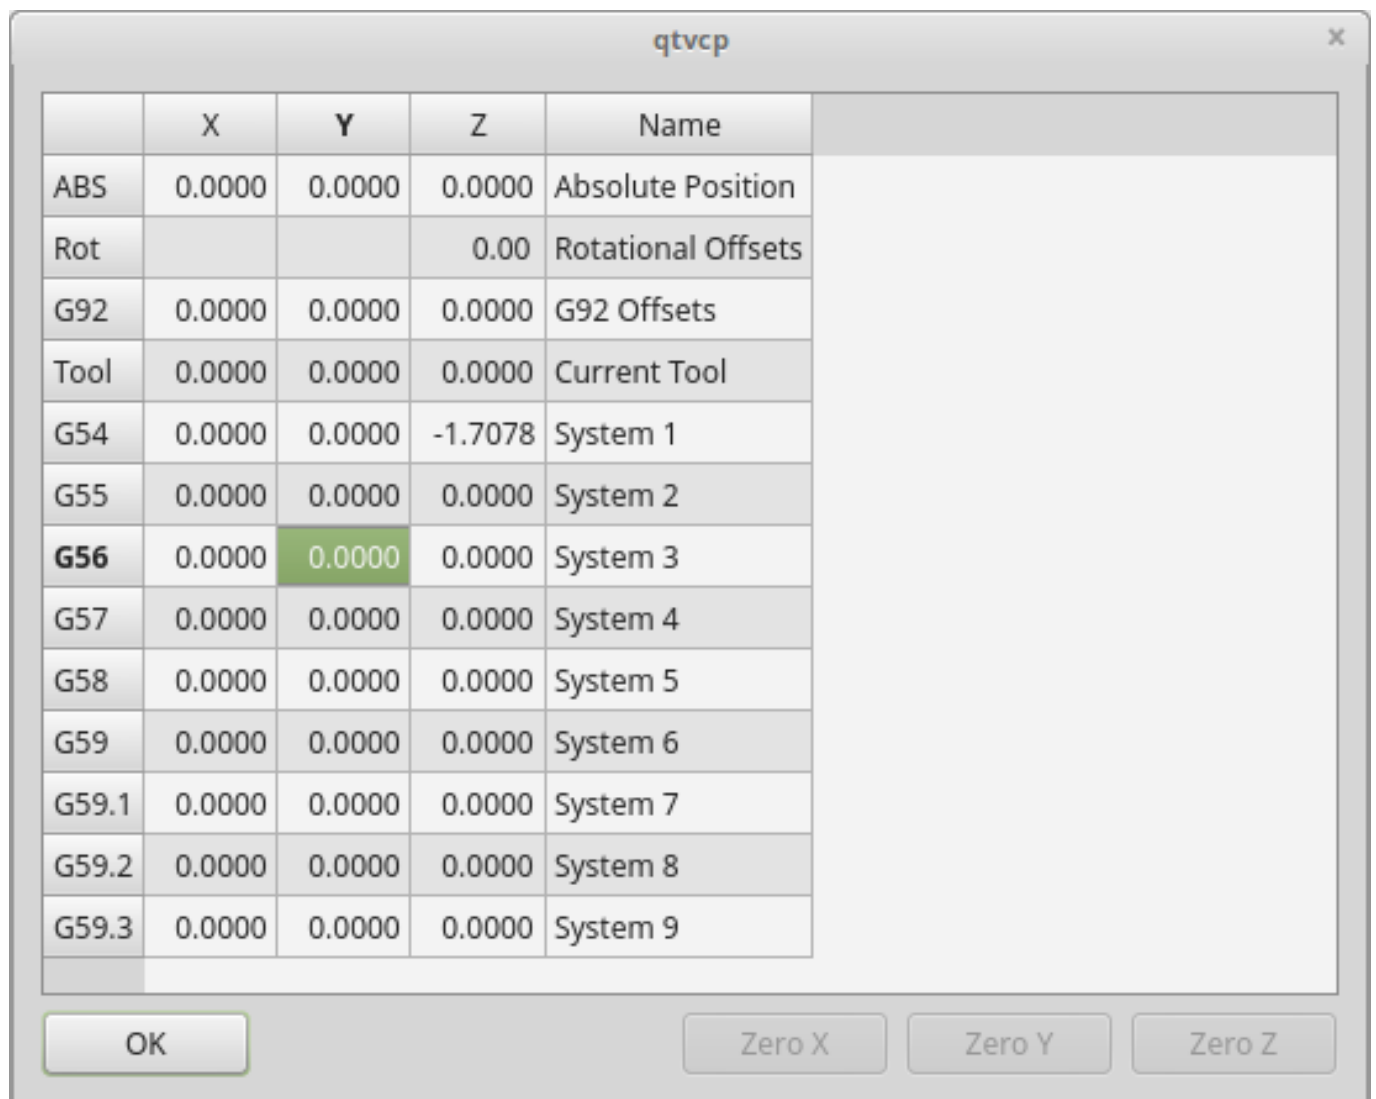 qtvcp ×
X Y Z Name
ABS 0.0000 0.0000 0.0000 Absolute Position
Rot 0.00 Rotational Offsets
G92 0.0000 0.0000 0.0000 G92 Offsets
Tool 0.0000 0.0000 0.0000 Current Tool
G54 0.0000 0.0000 -1.7078 System 1
G55 0.0000 0.0000 0.0000 System 2
G56 0.0000 0.0000 0.0000 System 3
G57 0.0000 0.0000 0.0000 System 4
G58 0.0000 0.0000 0.0000 System 5
G59 0.0000 0.0000 0.0000 System 6
G59.1 0.0000 0.0000 0.0000 System 7
G59.2 0.0000 0.0000 0.0000 System 8
G59.3 0.0000 0.0000 0.0000 System 9
OK Zero X Zero Y Zero Z